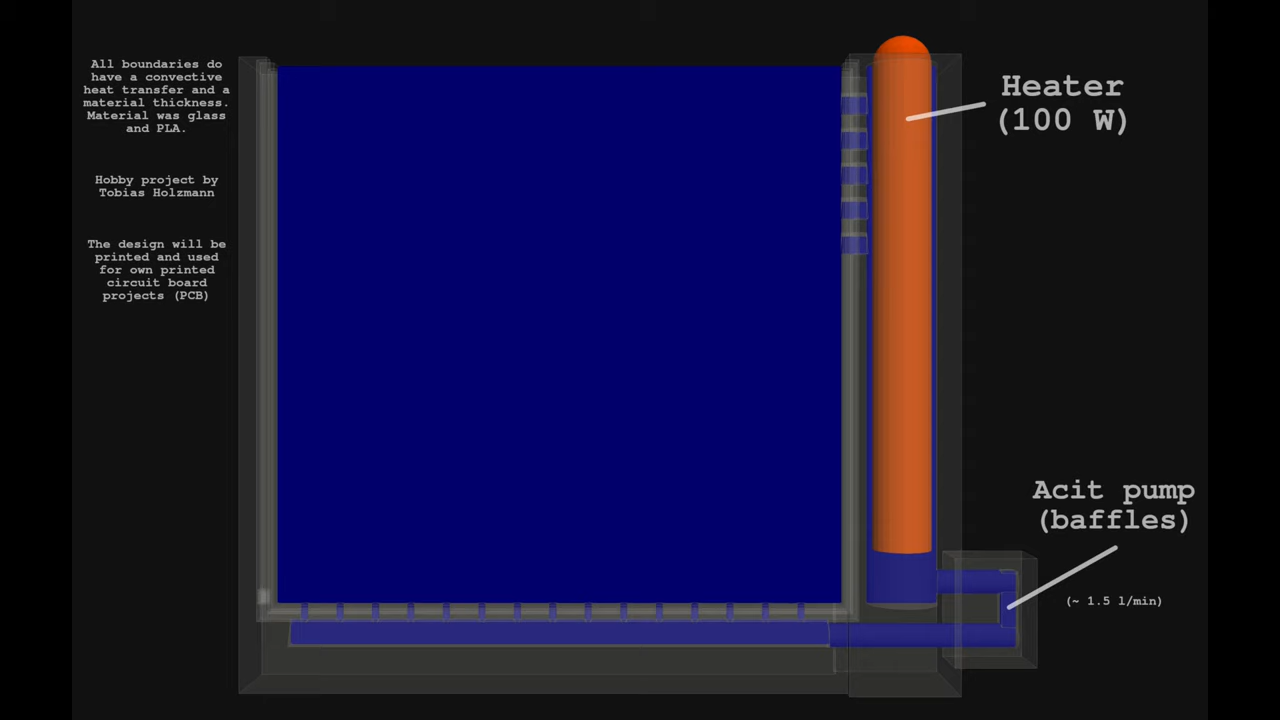 All boundaries do
have a convective
heat transfer and a
material thickness.
Material was glass
and PLA.
Hobby project by
Tobias Holzmann
The design will be
printed and used
for own printed
circuit board
projects (PCB)
Heater
(100 W)
Acit pump
(baffles)
(~ 1.5 l/min)